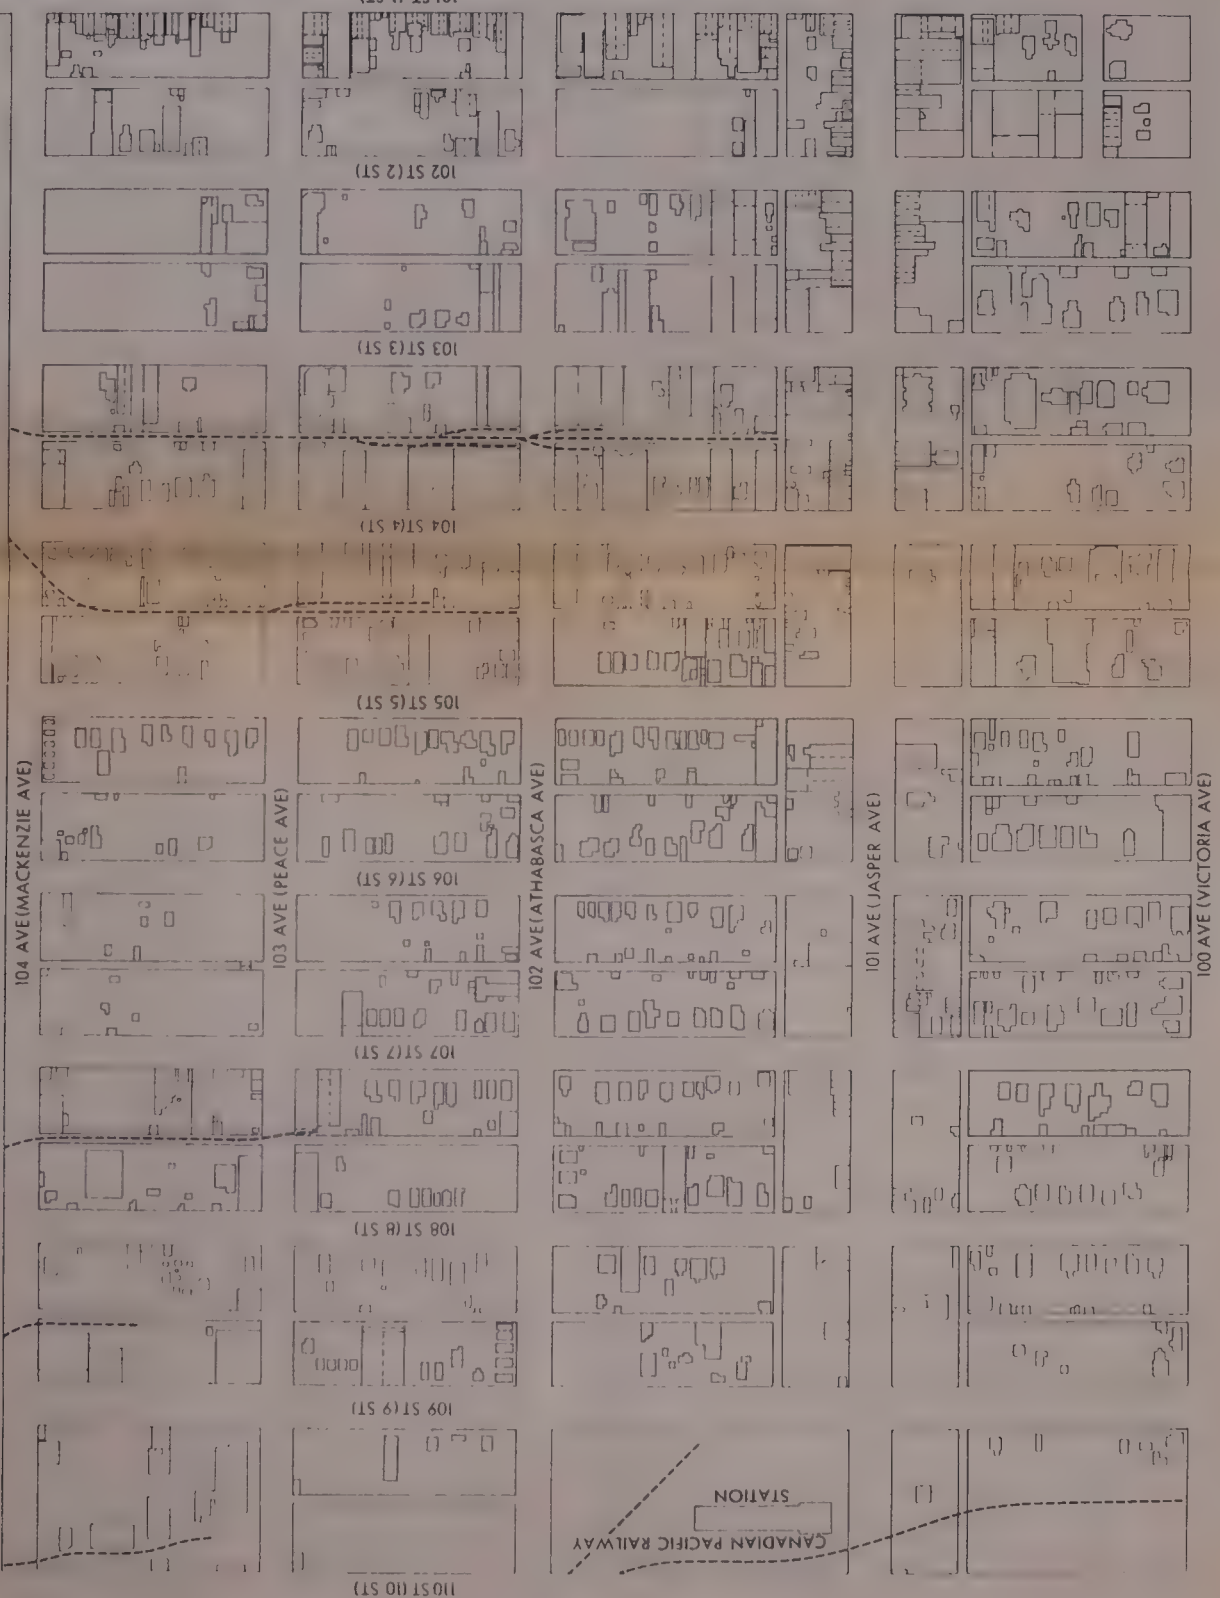 102 ST (2 ST)
103 ST (3 ST)
104 ST (4 ST)
105 ST (5 ST)
104 AVE (MACKENZIE AVE)
103 AVE (PEACE AVE)
102 AVE (ATHABASCA AVE)
101 AVE (JASPER AVE)
100 AVE (VICTORIA AVE)
106 ST (6 ST)
107 ST (7 ST)
108 ST (8 ST)
109 ST (9 ST)
STATION
CANADIAN PACIFIC RAILWAY
110 ST (10 ST)